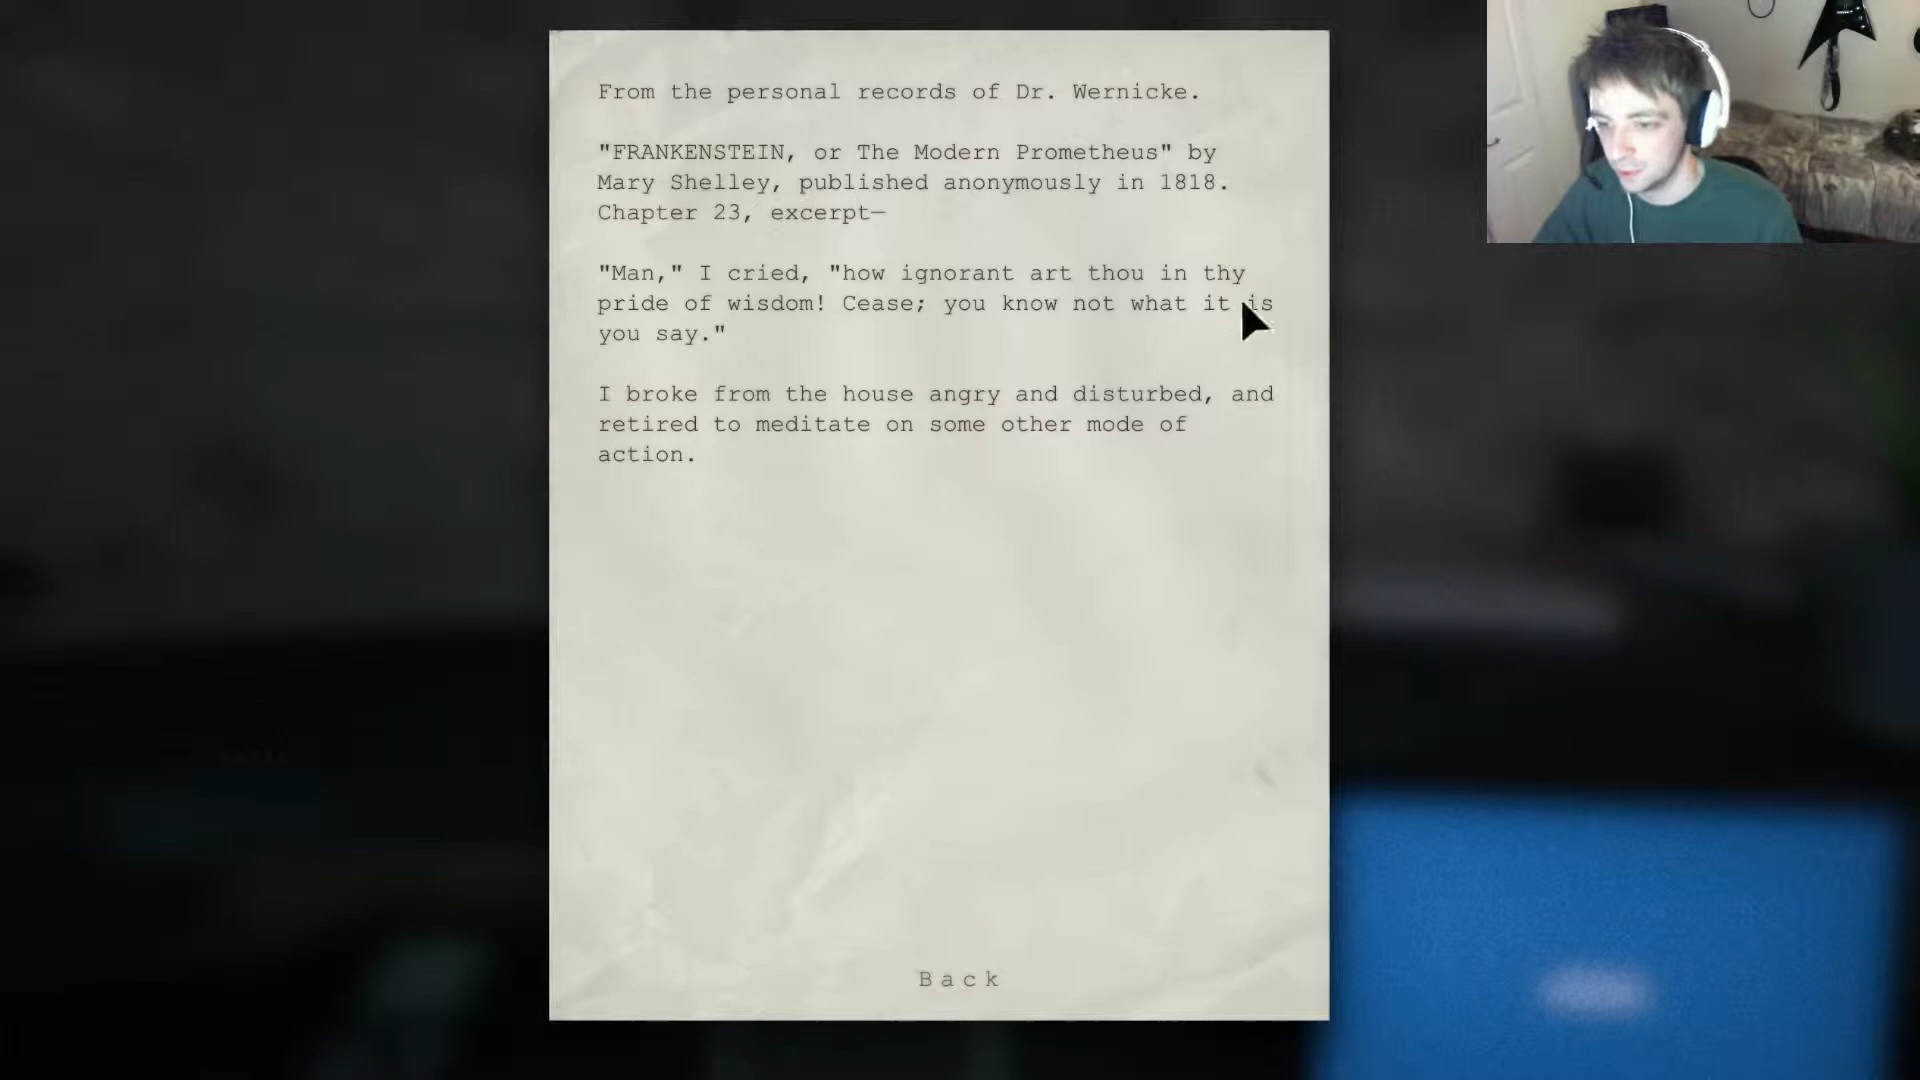 From the personal records of Dr. Wernicke.
"FRANKENSTEIN, or The Modern Prometheus" by
Mary Shelley, published anonymously in 1818.
Chapter 23, excerpt—
"Man," I cried, "how ignorant art thou in thy
pride of wisdom! Cease; you know not what it is
you say."
I broke from the house angry and disturbed, and
retired to meditate on some other mode of
action.
Back